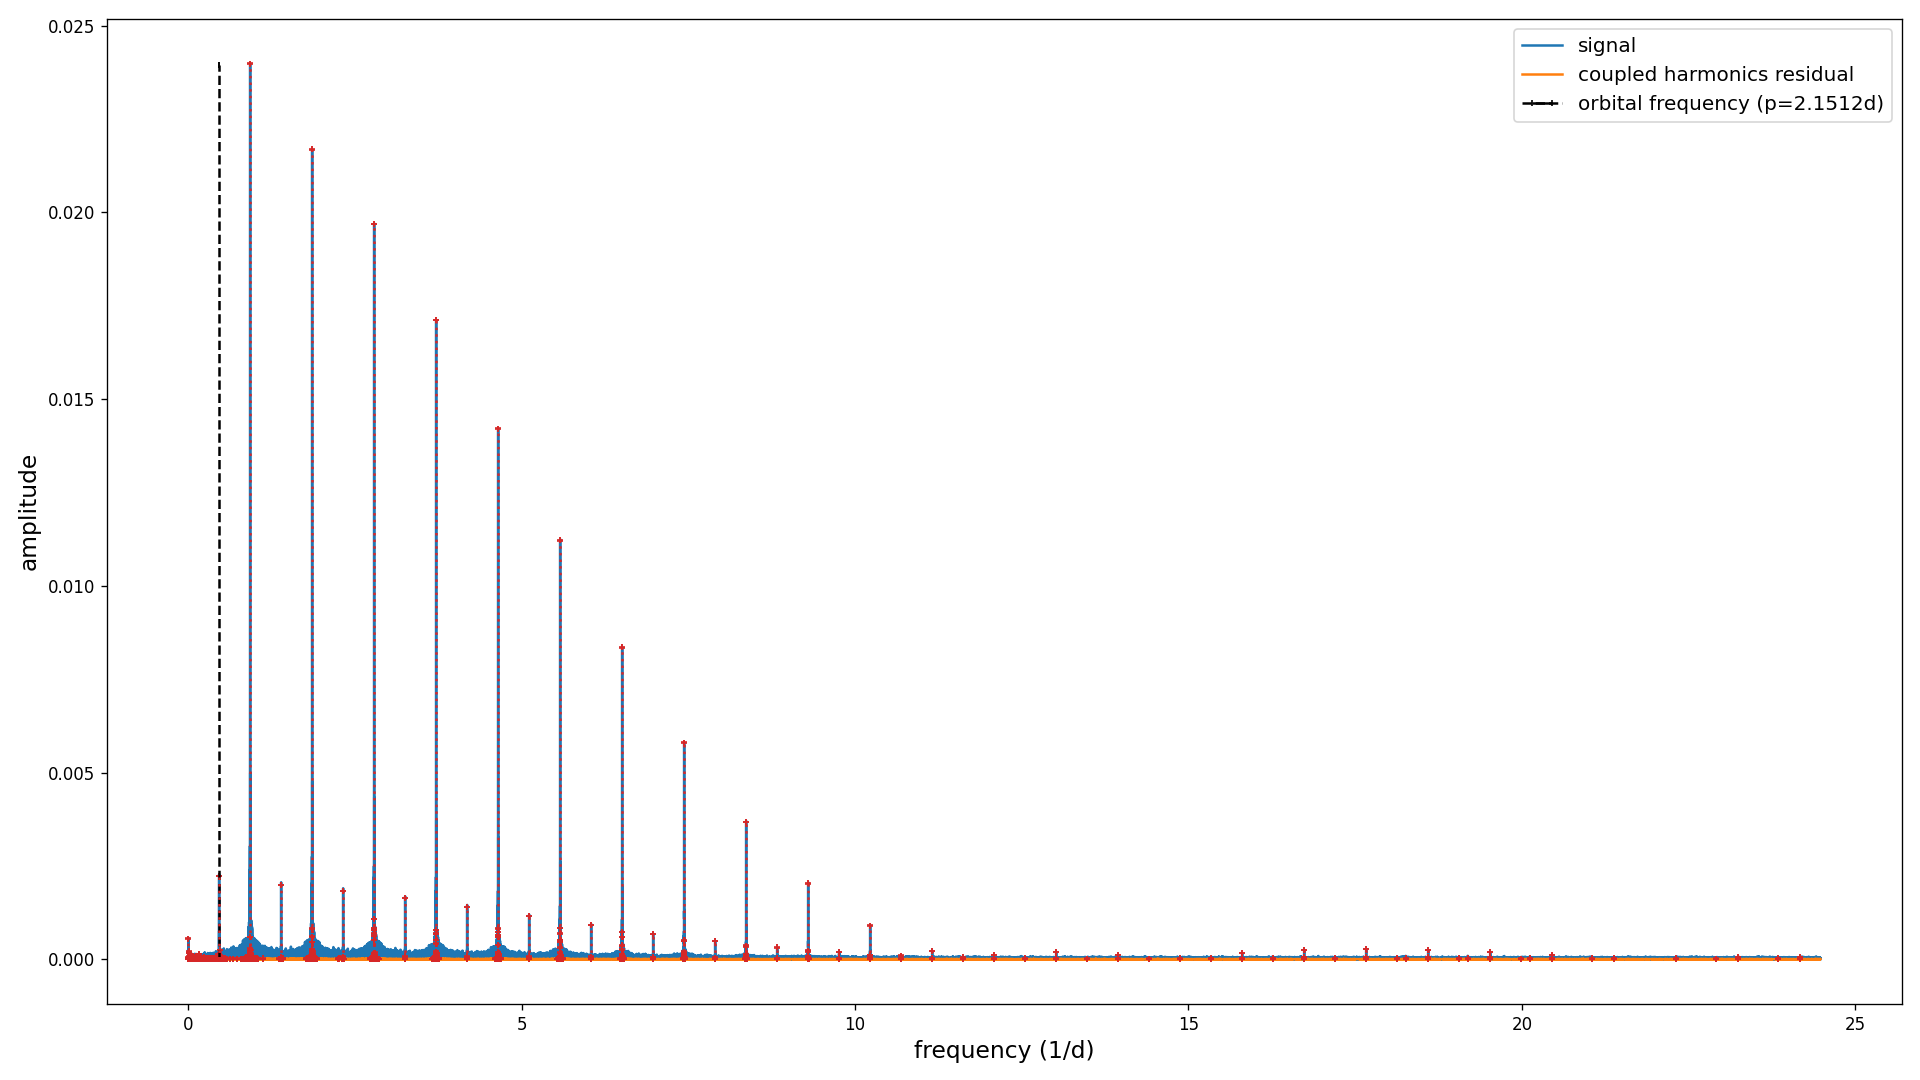 signal
coupled harmonics residual
orbital frequency (p=2.1512d)
amplitude
0.025
0.020
0.015
0.010
0.005
0.000
0 5 10 15 20 25
frequency (1/d)